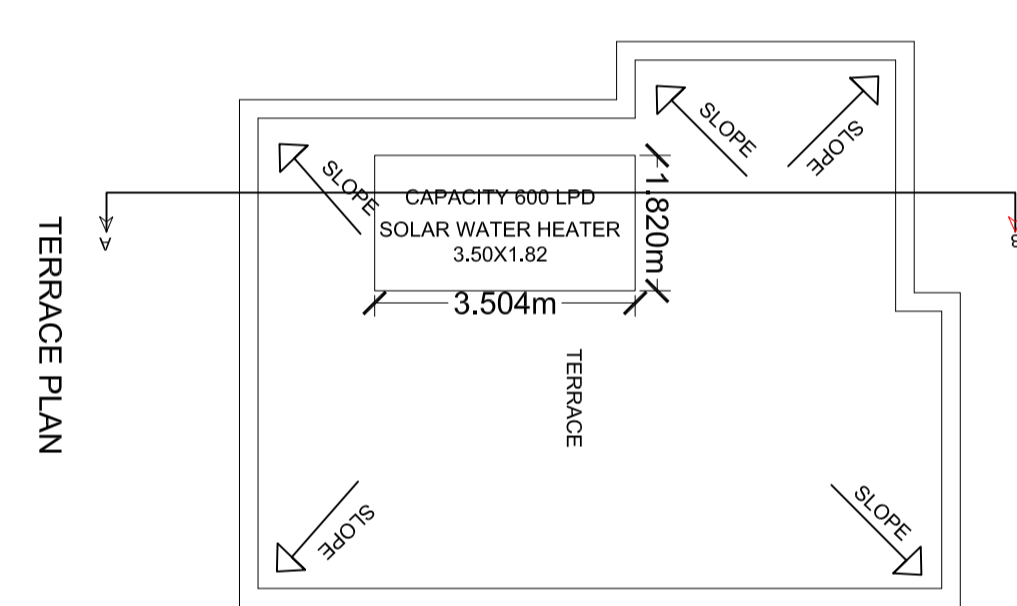 SLOPE
SLOPE
SLOPE
CAPACITY 600 LPD
SOLAR WATER HEATER
3.50X1.82
1.820m
3.504m
A
B
TERRACE PLAN
TERRACE
SLOPE
SLOPE